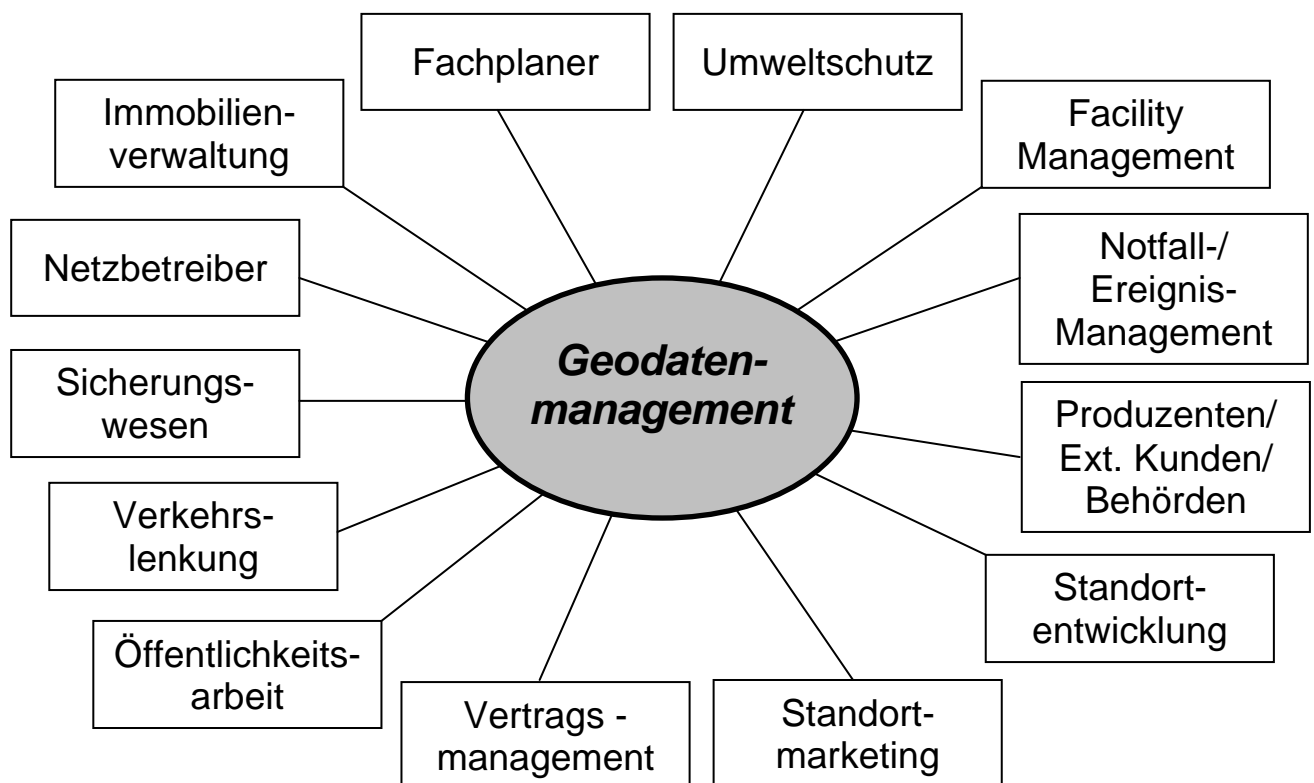 Fachplaner
Umweltschutz
Immobilien-
verwaltung
Facility
Management
Netzbetreiber
Notfall-/
Ereignis-
Management
Geodaten-
management
Sicherungs-
wesen
Produzenten/
Ext. Kunden/
Behörden
Verkehrs-
lenkung
Standort-
entwicklung
Öffentlichkeits-
arbeit
Vertrags -
management
Standort-
marketing